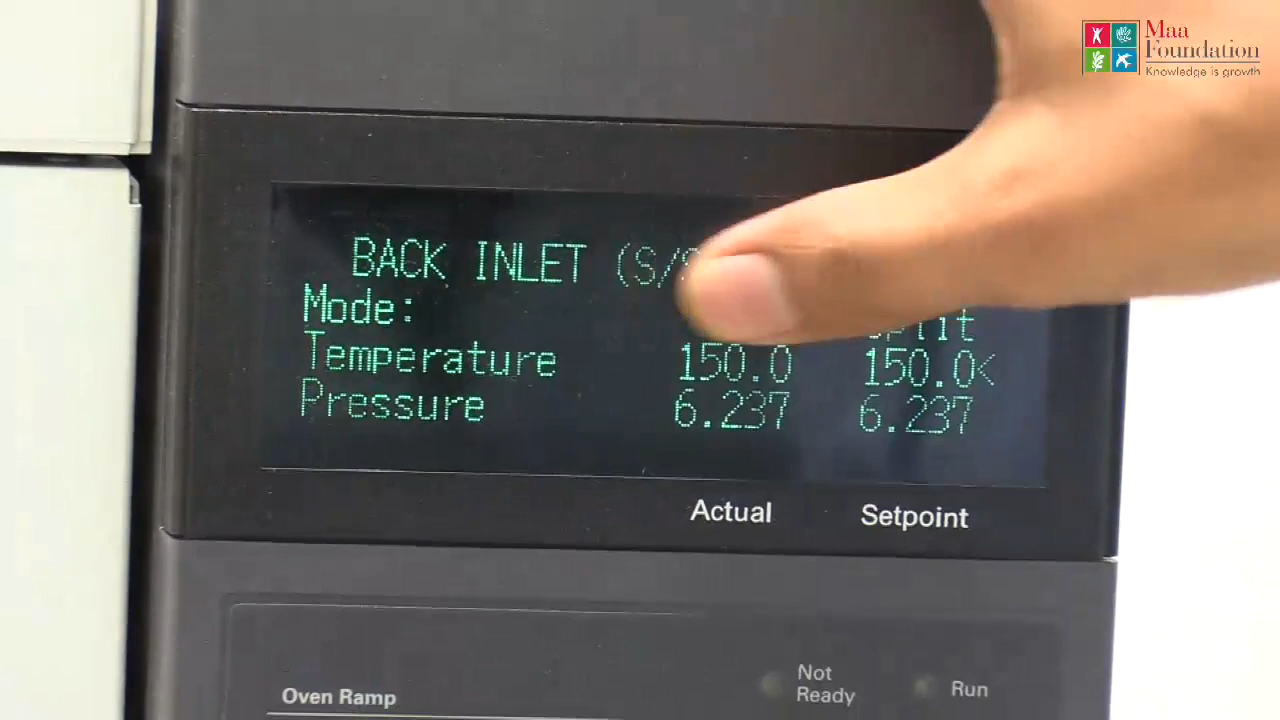 Maa
Foundation
Knowledge is growth
BACK INLET (S/
Mode:
Split
Temperature 150.0 150.0<
Pressure 6.237 6.237
Actual Setpoint
Not
Ready
Run
Oven Ramp